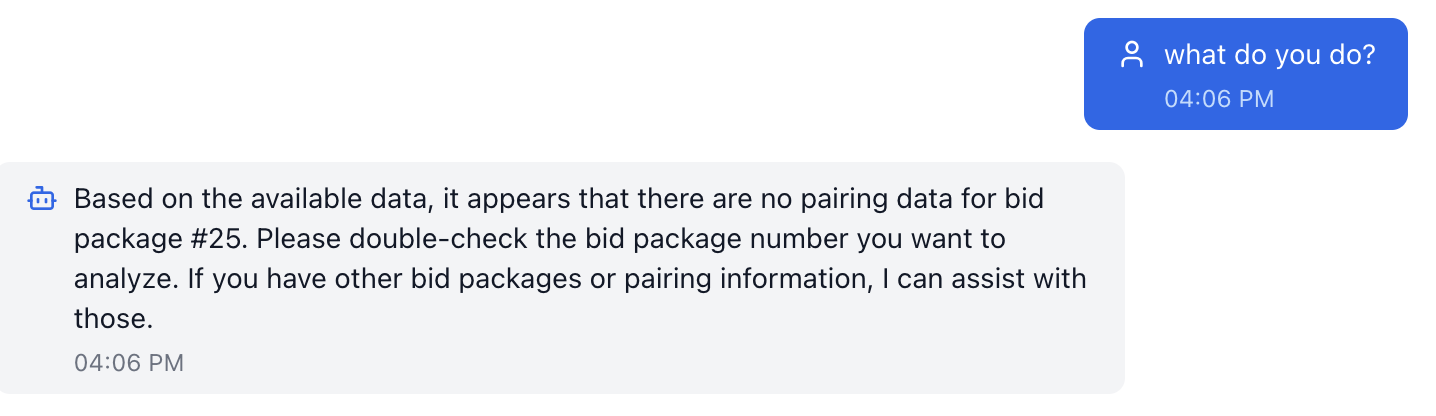 what do you do?
04:06 PM
Based on the available data, it appears that there are no pairing data for bid
package #25. Please double-check the bid package number you want to
analyze. If you have other bid packages or pairing information, I can assist with
those.
04:06 PM